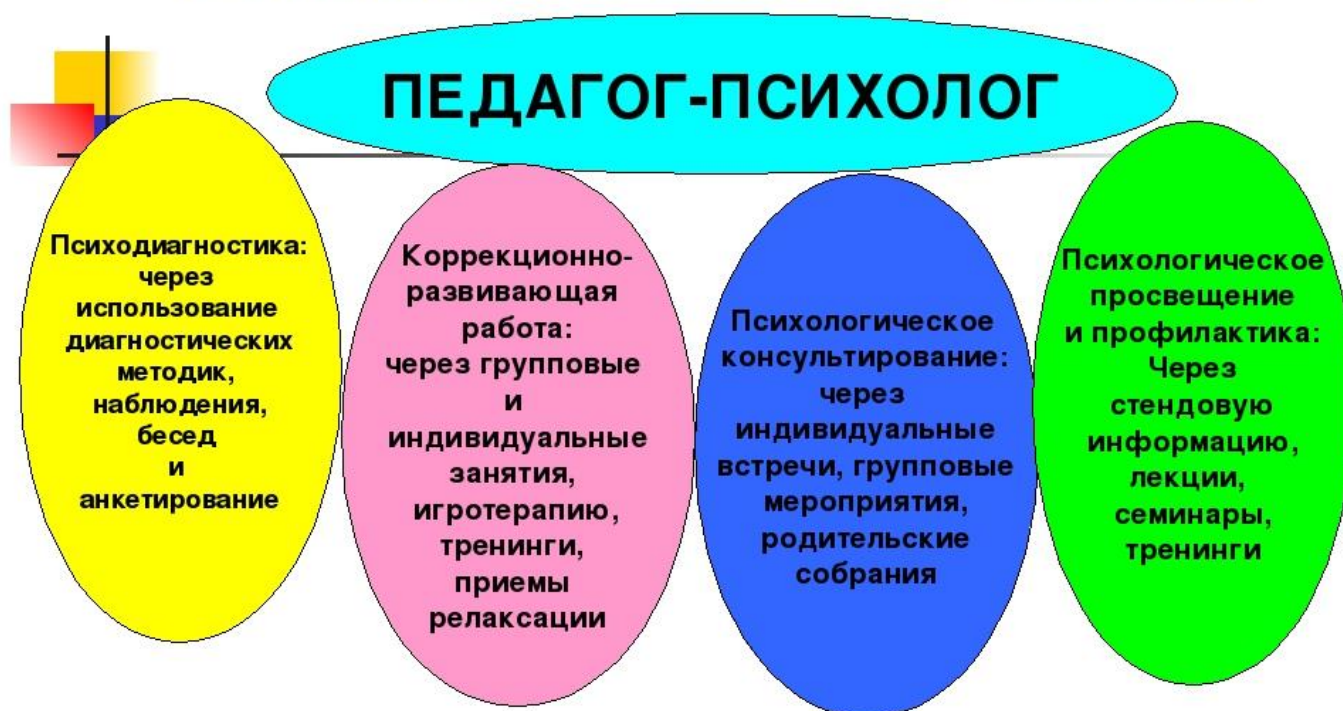 ПЕДАГОГ-ПСИХОЛОГ
Психодиагностика:
через
использование
диагностических
методик,
наблюдения,
бесед
и
анкетирование
Коррекционно-
развивающая
работа:
через групповые
и
индивидуальные
занятия,
игротерапию,
тренинги,
приемы
релаксации
Психологическое
консультирование:
через
индивидуальные
встречи, групповые
мероприятия,
родительские
собрания
Психологическое
просвещение
и профилактика:
Через
стендовую
информацию,
лекции,
семинары,
тренинги